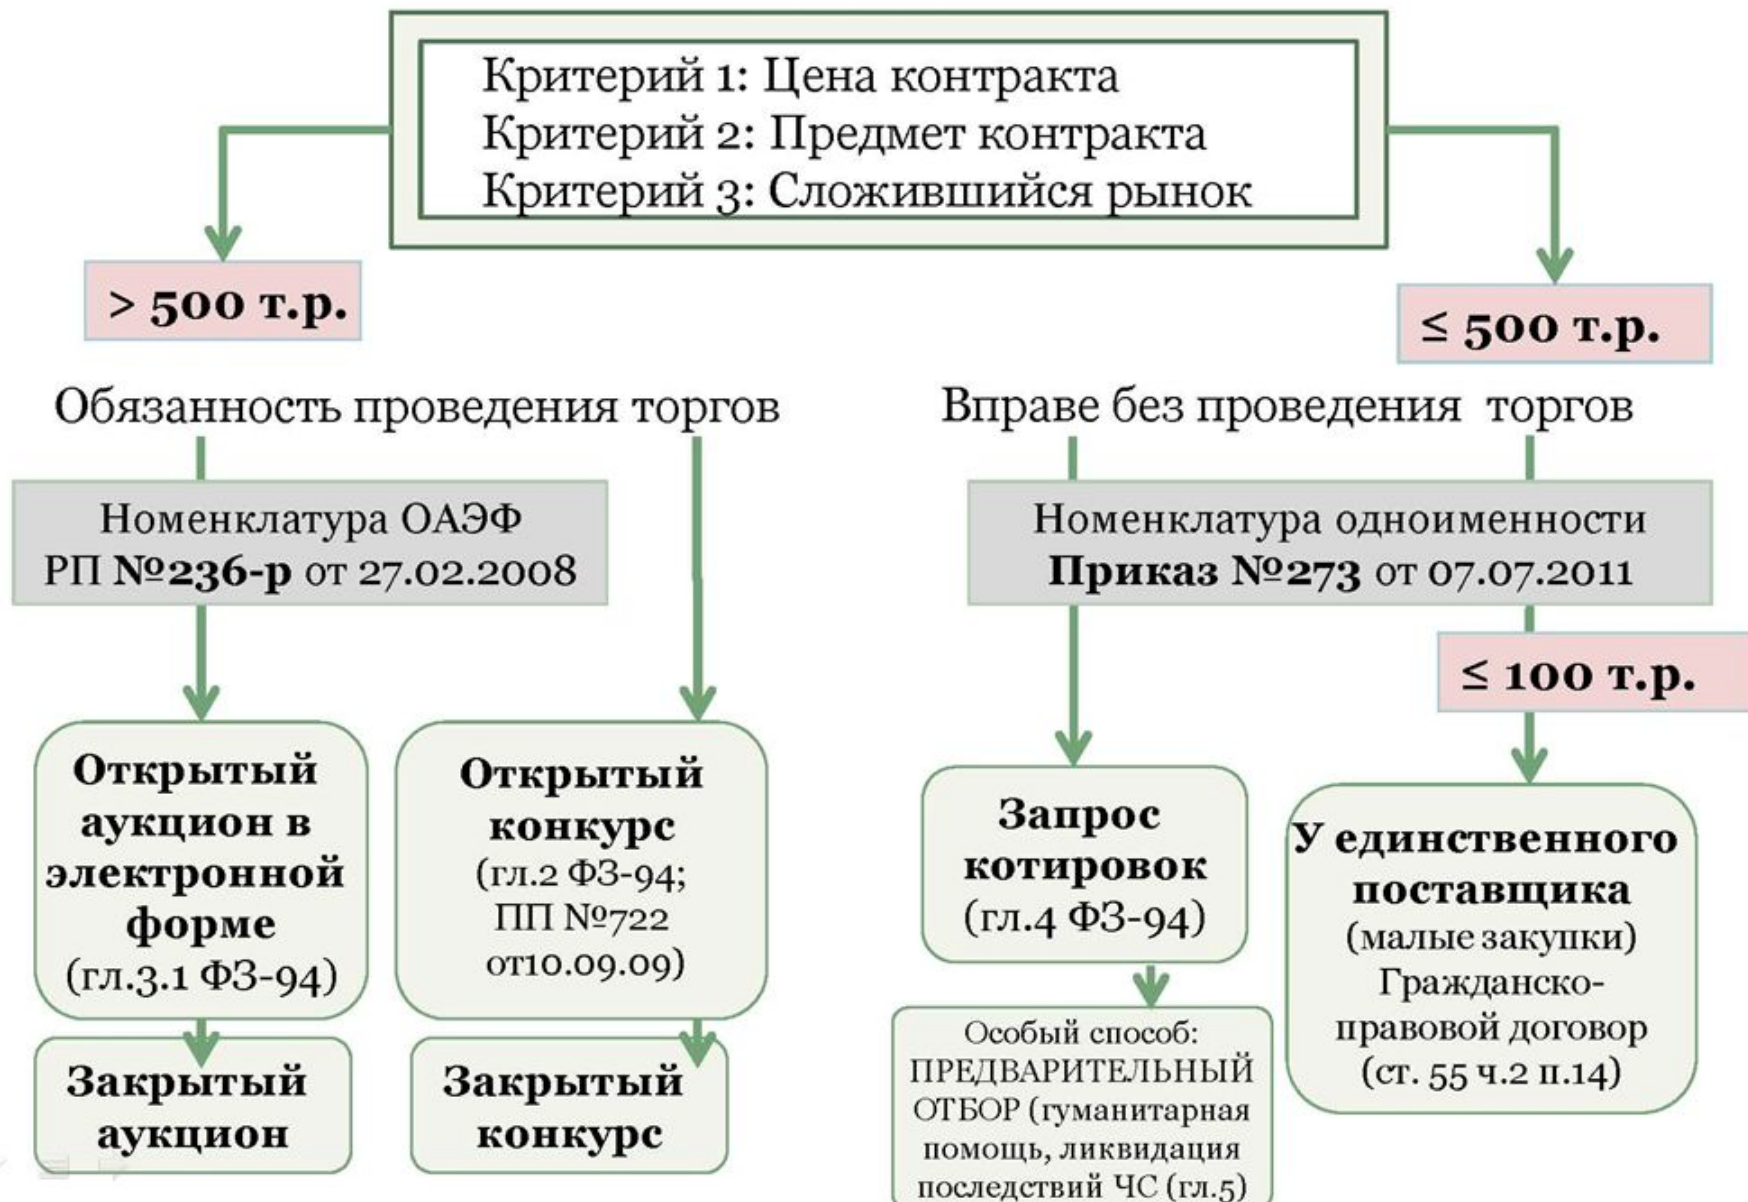 Критерий 1: Цена контракта
Критерий 2: Предмет контракта
Критерий 3: Сложившийся рынок
> 500 т.р.
≤ 500 т.р.
Обязанность проведения торгов
Вправе без проведения торгов
Номенклатура ОАЭФ
РП №236-р от 27.02.2008
Номенклатура одноименности
Приказ №273 от 07.07.2011
≤ 100 т.р.
Открытый
аукцион в
электронной
форме
(гл.3.1 ФЗ-94)
Открытый
конкурс
(гл.2 ФЗ-94;
ПП №722
от10.09.09)
Запрос
котировок
(гл.4 ФЗ-94)
У единственного
поставщика
(малые закупки)
Гражданско-
правовой договор
(ст. 55 ч.2 п.14)
Закрытый
аукцион
Закрытый
конкурс
Особый способ:
ПРЕДВАРИТЕЛЬНЫЙ
ОТБОР (гуманитарная
помощь, ликвидация
последствий ЧС (гл.5)